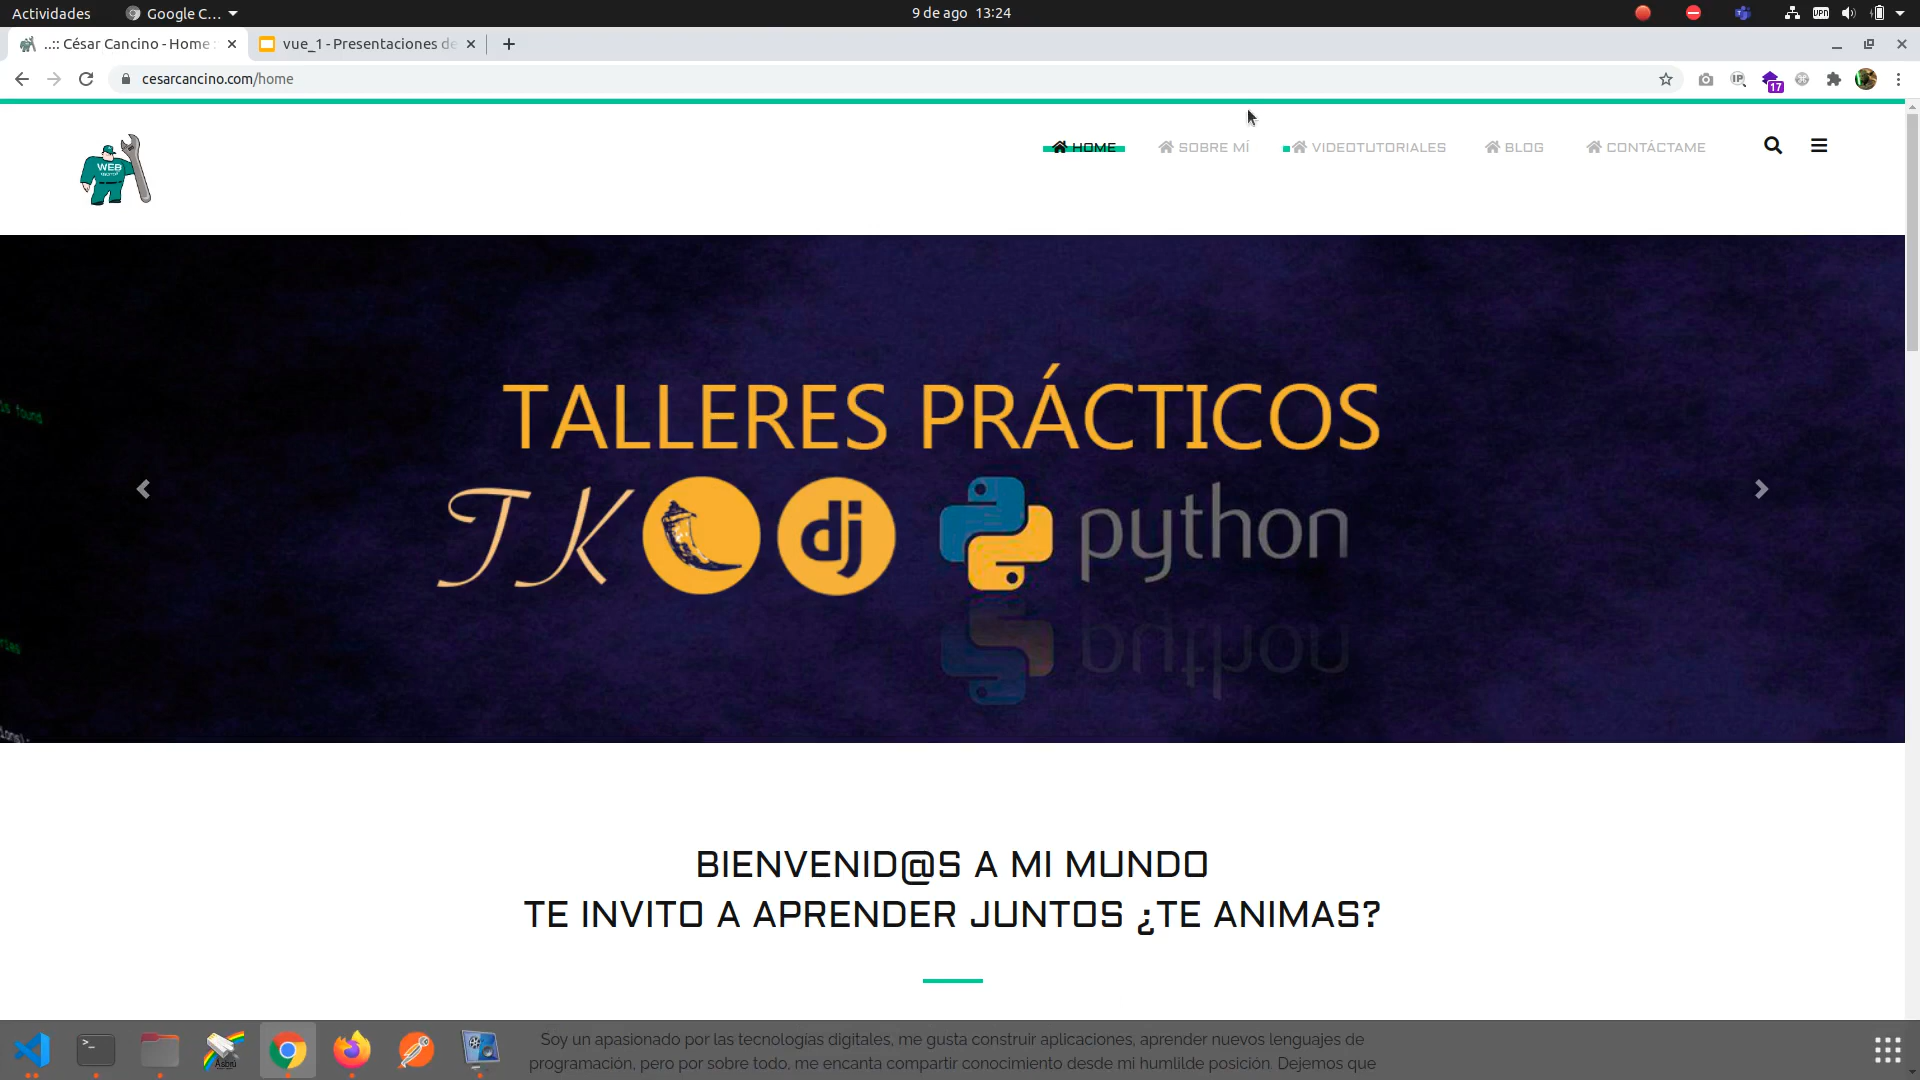 Actividades
Google C...
9 de ago 13:24
..:: César Cancino - Home :
vue_1 - Presentaciones de
cesarcancino.com/home
17
WEB
HOME
SOBRE MÍ
VIDEOTUTORIALES
BLOG
CONTÁCTAME
TALLERES PRÁCTICOS
TK dj python
BIENVENID@S A MI MUNDO
TE INVITO A APRENDER JUNTOS ¿TE ANIMAS?
Soy un apasionado por las tecnologías digitales, me gusta construir aplicaciones, aprender nuevos lenguajes de
programación, pero por sobre todo, me encanta compartir conocimiento desde mi humlilde posición. Dejemos que